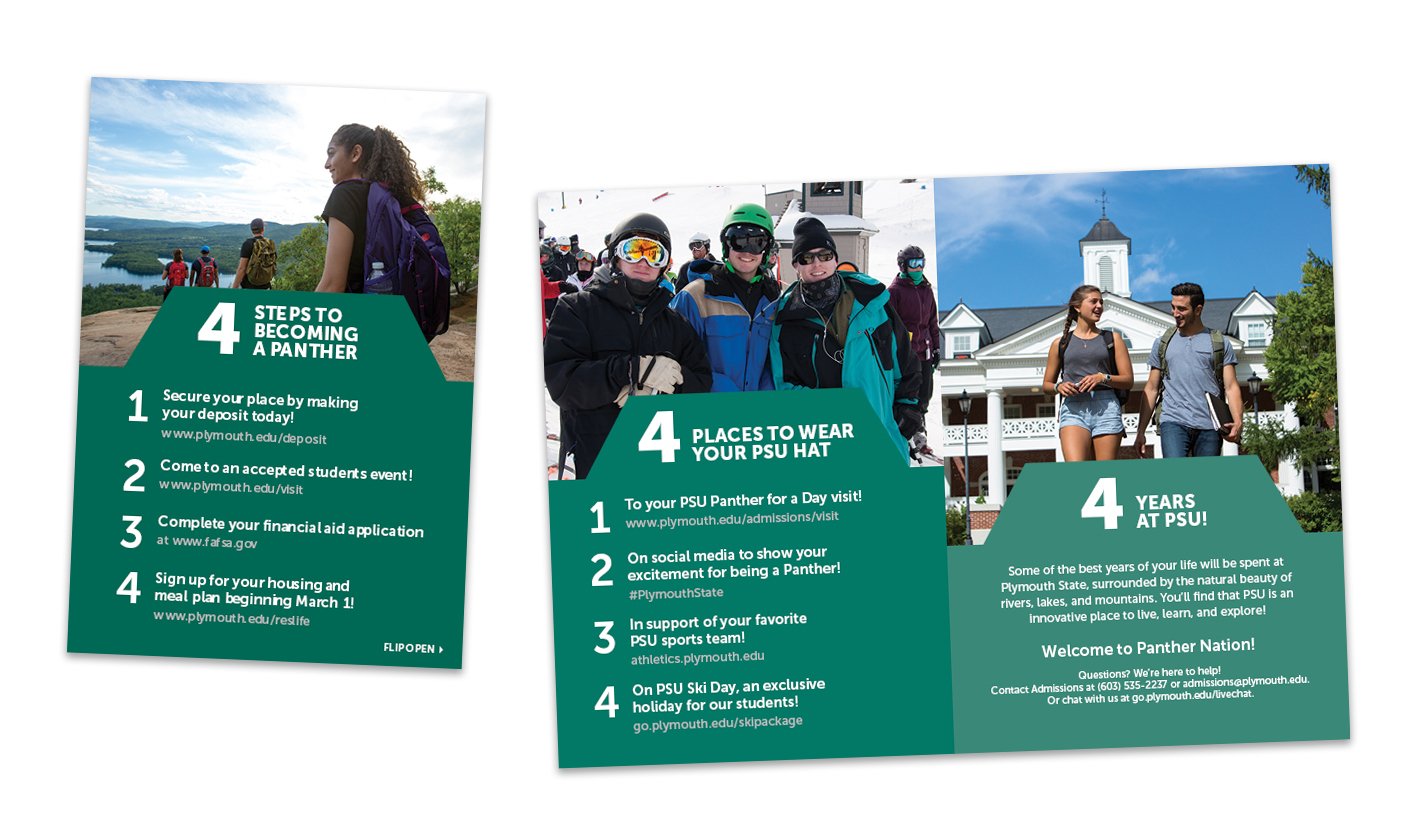 4 STEPS TO
BECOMING
A PANTHER
1 Secure your place by making
your deposit today!
www.plymouth.edu/deposit
2 Come to an accepted students event!
www.plymouth.edu/visit
3 Complete your financial aid application
at www.fafsa.gov
4 Sign up for your housing and
meal plan beginning March 1!
www.plymouth.edu/reslife
FLIP OPEN
4 PLACES TO WEAR
YOUR PSU HAT
1 To your PSU Panther for a Day visit!
www.plymouth.edu/admissions/visit
2 On social media to show your
excitement for being a Panther!
#PlymouthState
3 In support of your favorite
PSU sports team!
athletics.plymouth.edu
4 On PSU Ski Day, an exclusive
holiday for our students!
go.plymouth.edu/skipackage
4 YEARS
AT PSU!
Some of the best years of your life will be spent at
Plymouth State, surrounded by the natural beauty of
rivers, lakes, and mountains. You'll find that PSU is an
innovative place to live, learn, and explore!
Welcome to Panther Nation!
Questions? We're here to help!
Contact Admissions at (603) 535-2237 or admissions@plymouth.edu.
Or chat with us at go.plymouth.edu/livechat.